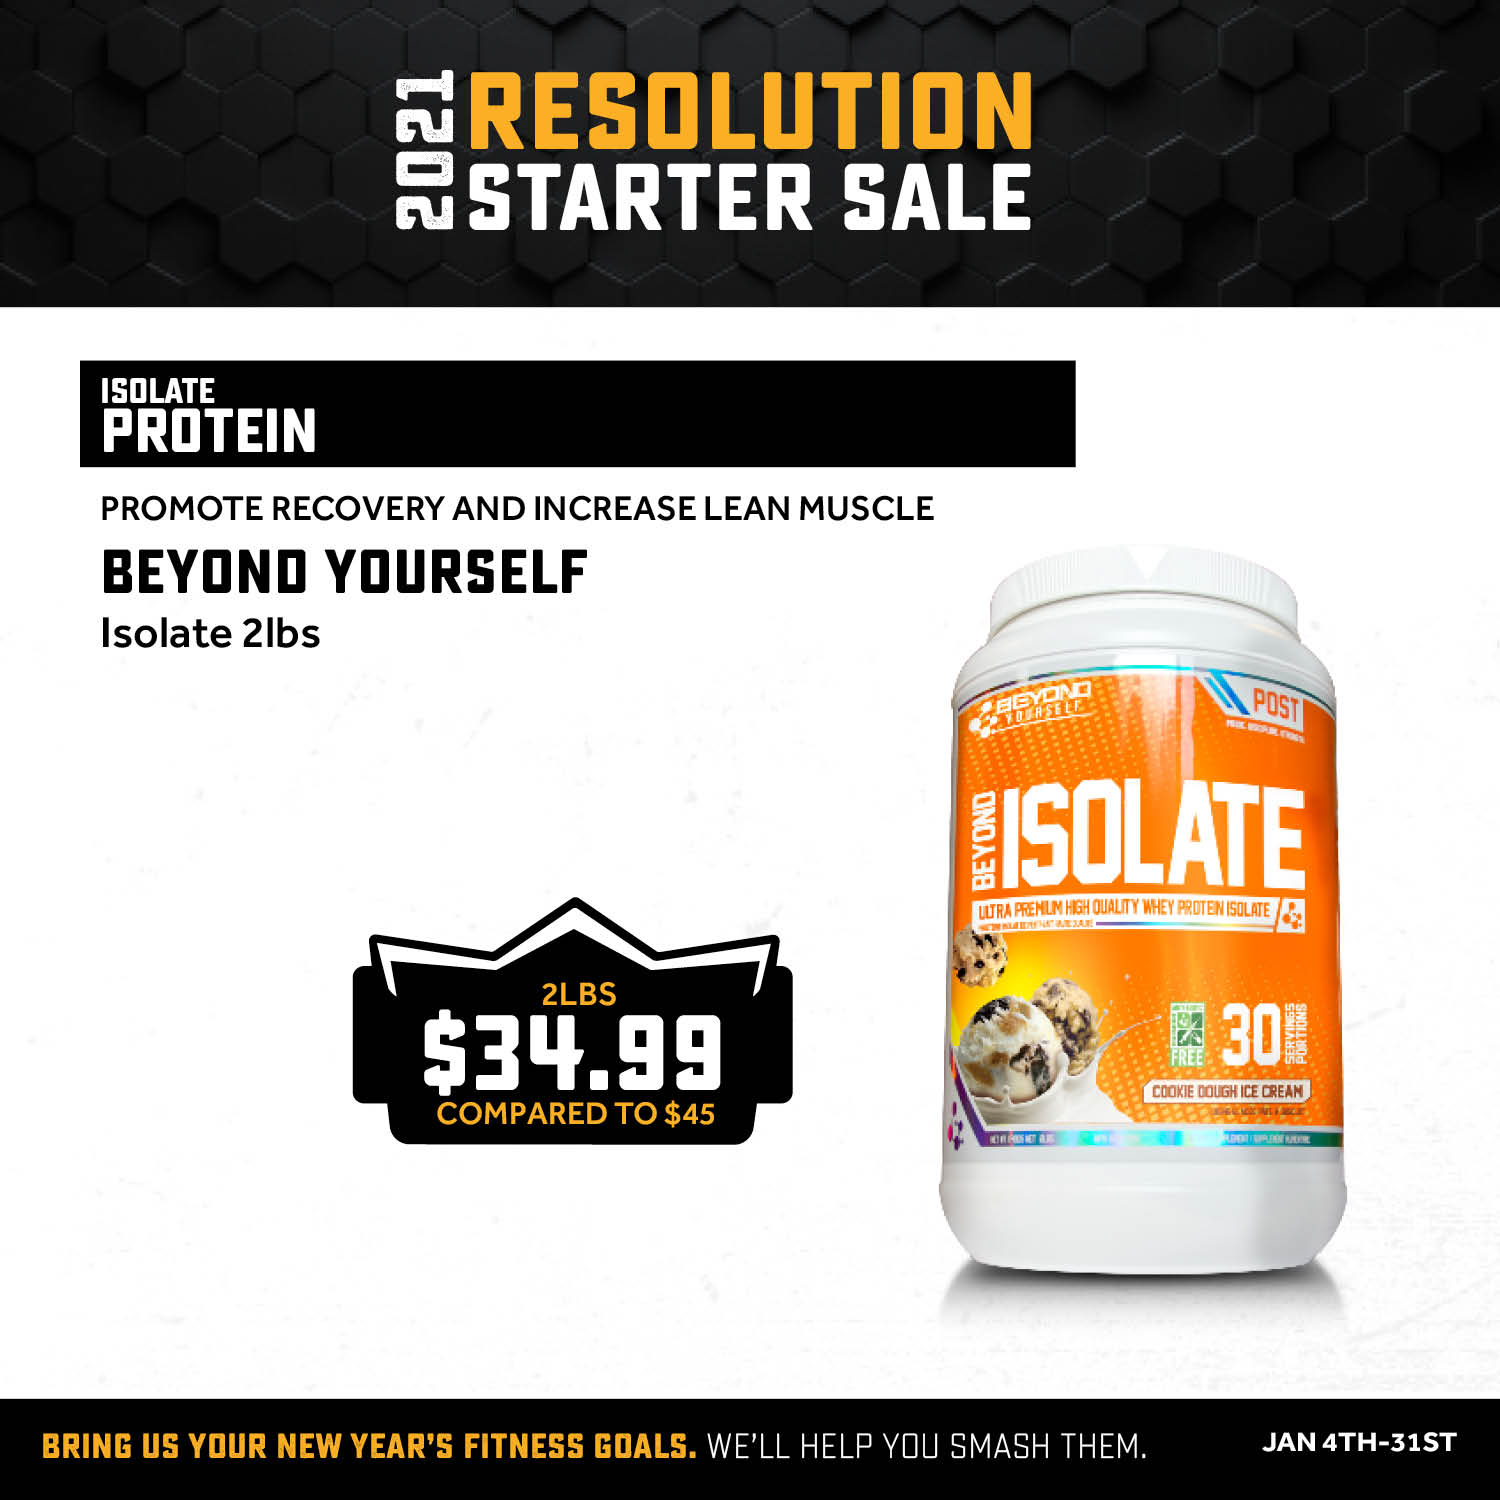 2021
RESOLUTION
STARTER SALE
ISOLATE
PROTEIN
PROMOTE RECOVERY AND INCREASE LEAN MUSCLE
BEYOND YOURSELF
Isolate 2lbs
2LBS
$34.99
COMPARED TO $45
BEYOND
YOURSELF
POST
BEYOND
ISOLATE
ULTRA PREMIUM HIGH QUALITY WHEY PROTEIN ISOLATE
FREE
30
SERVINGS
PORTIONS
COOKIE DOUGH ICE CREAM
BRING US YOUR NEW YEAR'S FITNESS GOALS. WE'LL HELP YOU SMASH THEM.
JAN 4TH-31ST